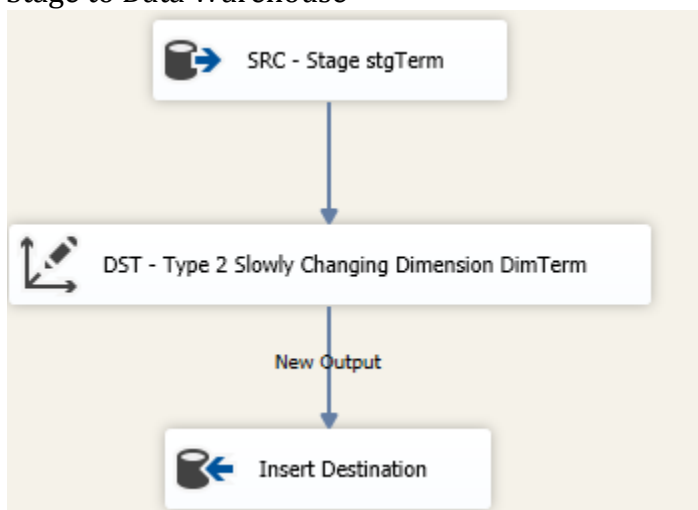 Stage to Data Warehouse
SRC - Stage stgTerm
DST - Type 2 Slowly Changing Dimension DimTerm
New Output
Insert Destination